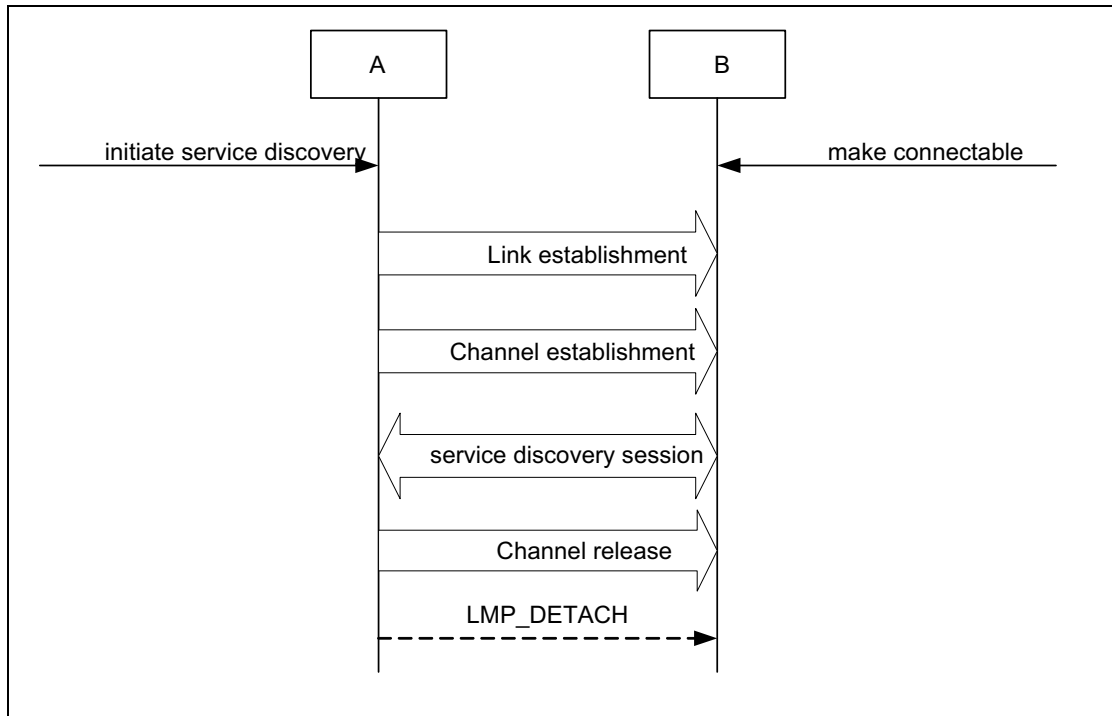 A
B
initiate service discovery
make connectable
Link establishment
Channel establishment
service discovery session
Channel release
LMP_DETACH